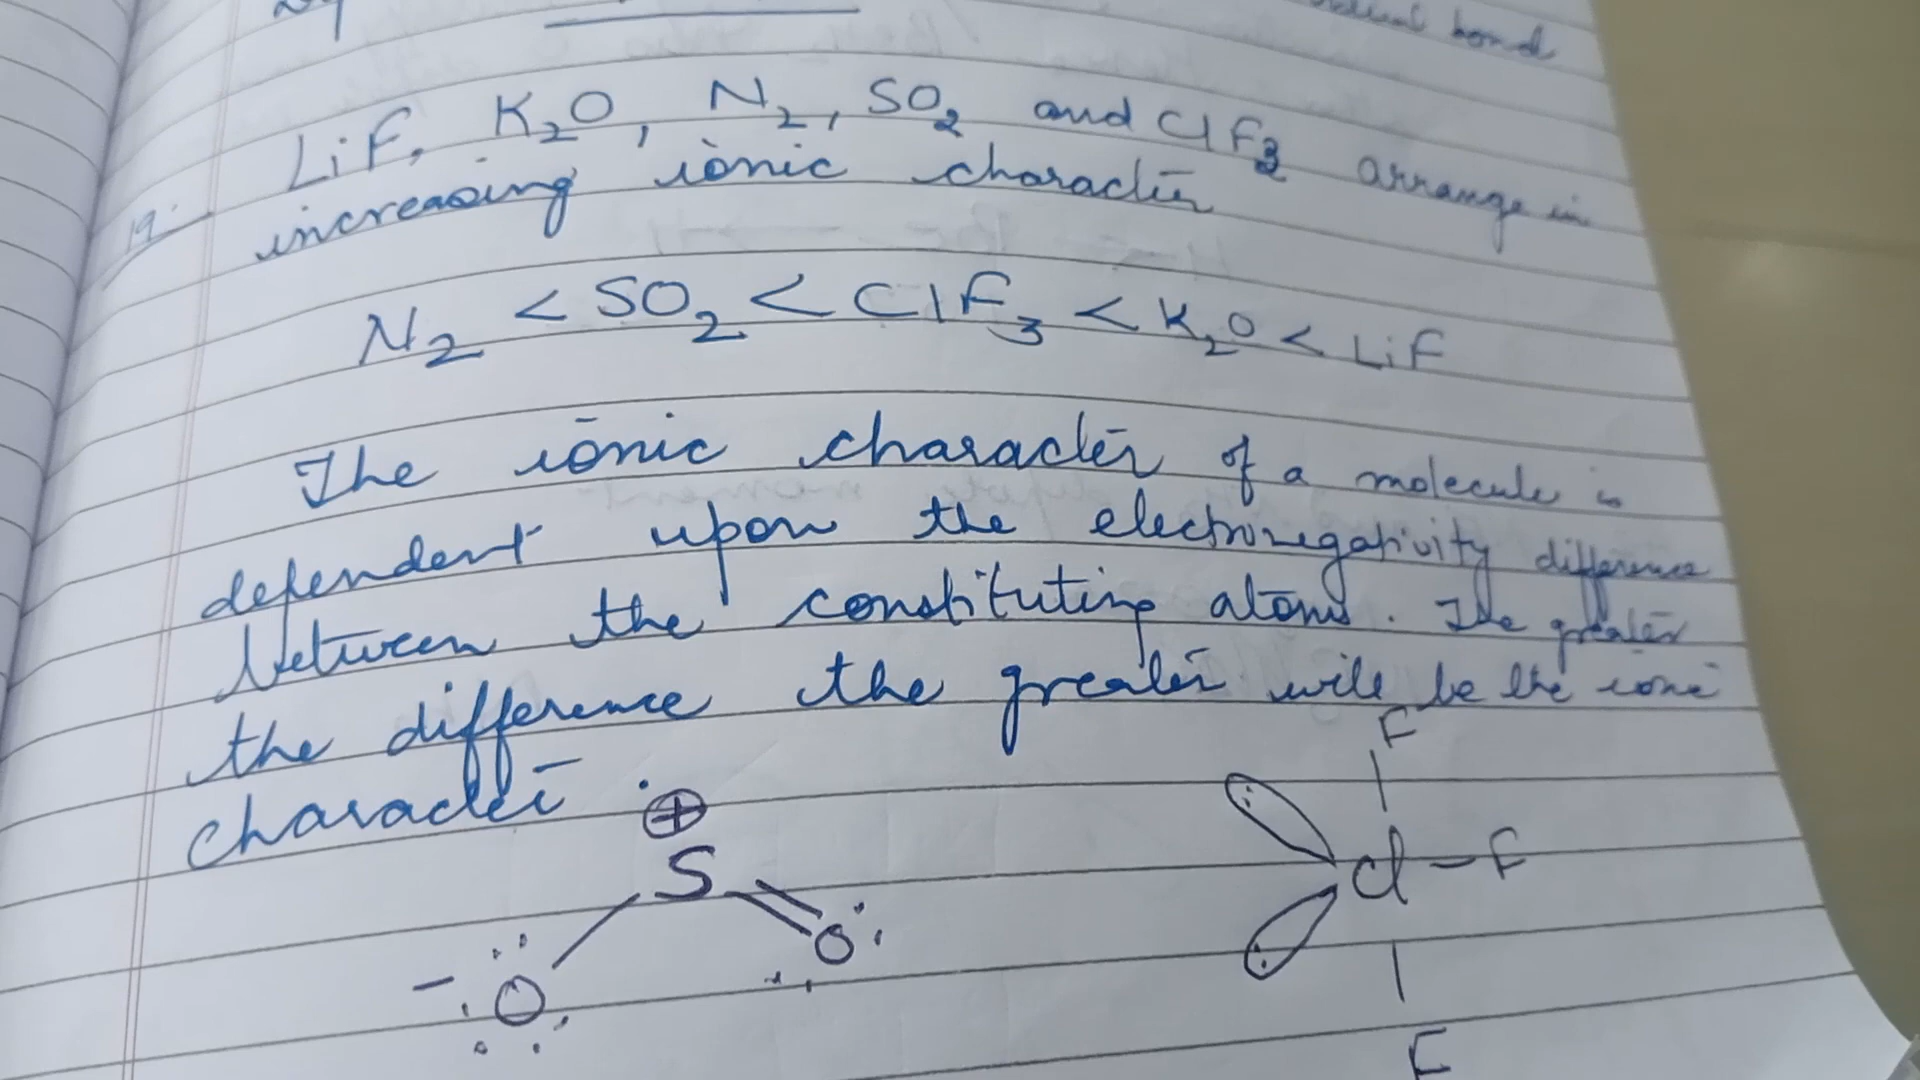 bond
LiF, K2O, N2, SO2 and ClF3 arrange in
19. increasing ionic character
N2 < SO2 < ClF3 < K2O < LiF
The ionic character of a molecule is
dependent upon the electronegativity difference
between the constituting atoms. The greater
the difference the greater will be the ionic
character.
F
⊕
S Cl-F
- O O
F